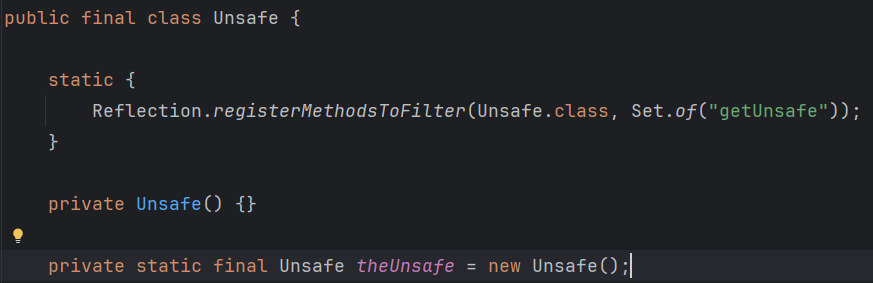 public final class Unsafe {
static {
Reflection.registerMethodsToFilter(Unsafe.class, Set.of("getUnsafe"));
}
private Unsafe() {}
private static final Unsafe theUnsafe = new Unsafe();